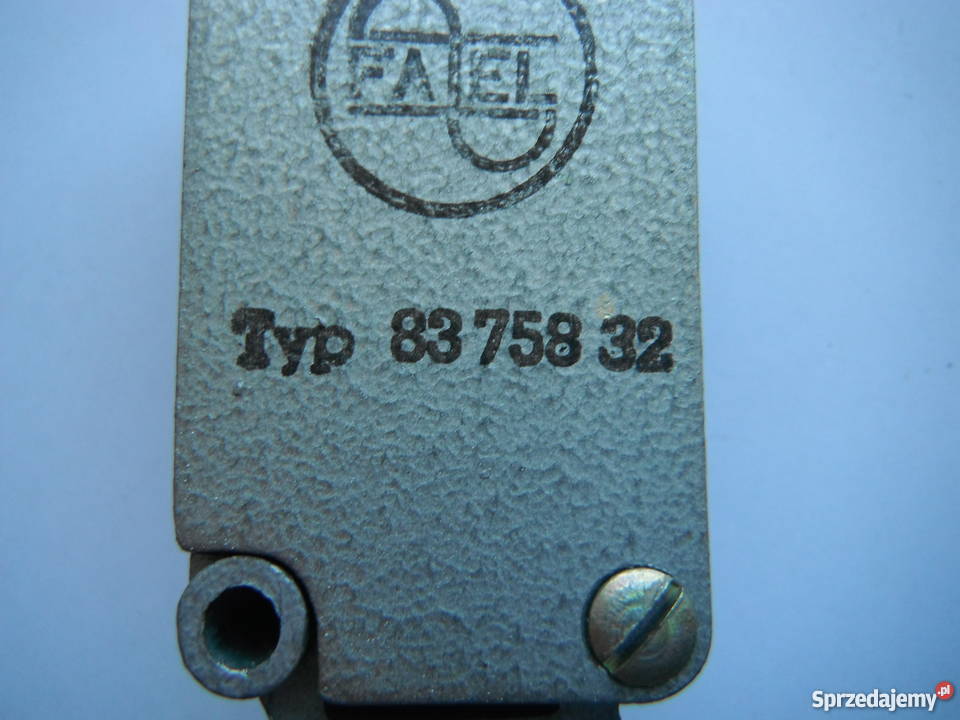 FAEL
Typ 83 758 32
Sprzedajemy.pl